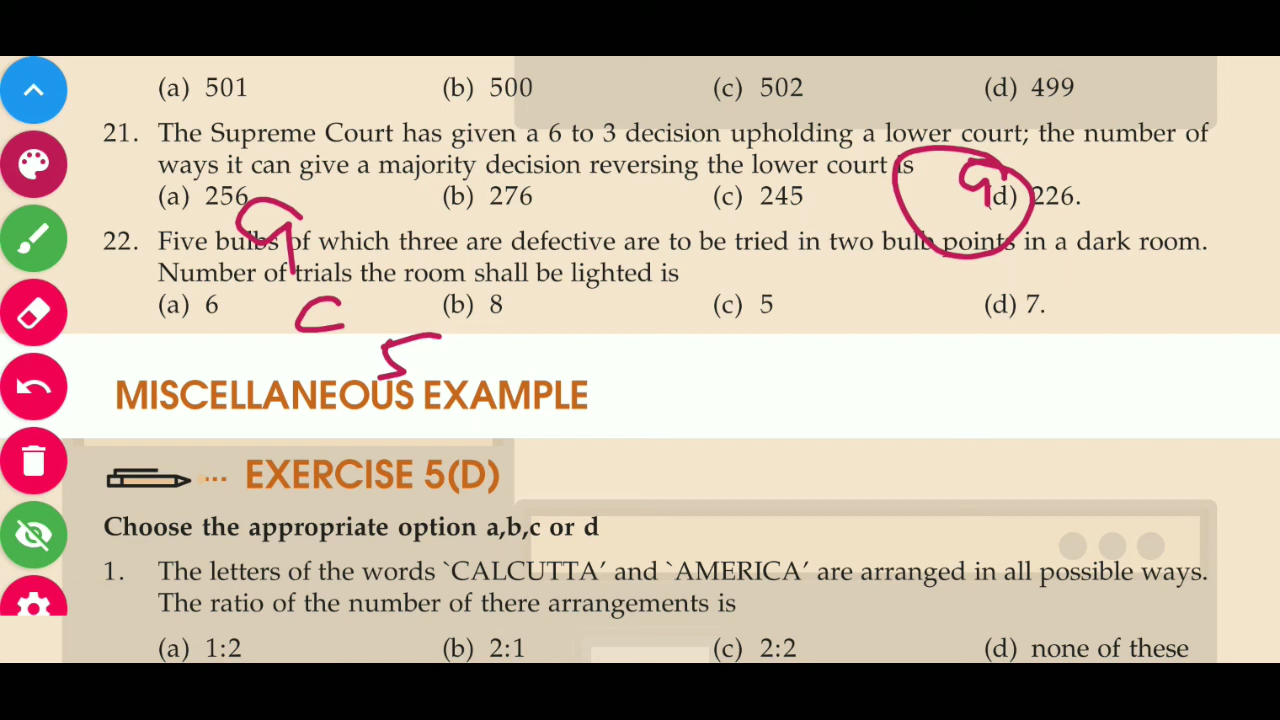 (a) 501 (b) 500 (c) 502 (d) 499
21. The Supreme Court has given a 6 to 3 decision upholding a lower court; the number of
ways it can give a majority decision reversing the lower court is
9
(a) 256 (b) 276 (c) 245 (d) 226.
9
22. Five bulbs of which three are defective are to be tried in two bulb points in a dark room.
Number of trials the room shall be lighted is
(a) 6 (b) 8 (c) 5 (d) 7.
C
5
MISCELLANEOUS EXAMPLE
EXERCISE 5(D)
Choose the appropriate option a,b,c or d
1. The letters of the words `CALCUTTA' and `AMERICA' are arranged in all possible ways.
The ratio of the number of there arrangements is
(a) 1:2 (b) 2:1 (c) 2:2 (d) none of these